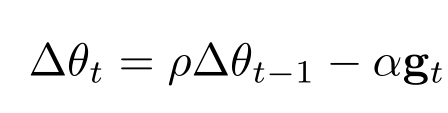 Δθ_t = ρΔθ_{t−1} − α𝐠_t